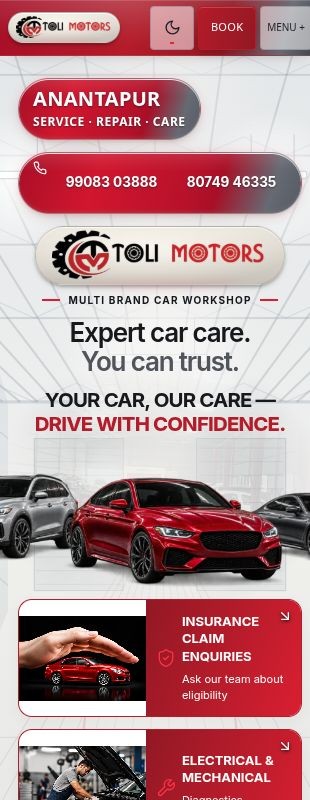 TOLI MOTORS
BOOK
MENU +
ANANTAPUR
SERVICE · REPAIR · CARE
99083 03888 80749 46335
TOLI MOTORS
MULTI BRAND CAR WORKSHOP
Expert car care.
You can trust.
YOUR CAR, OUR CARE —
DRIVE WITH CONFIDENCE.
INSURANCE
CLAIM
ENQUIRIES
Ask our team about
eligibility
ELECTRICAL &
MECHANICAL
Diagnostics